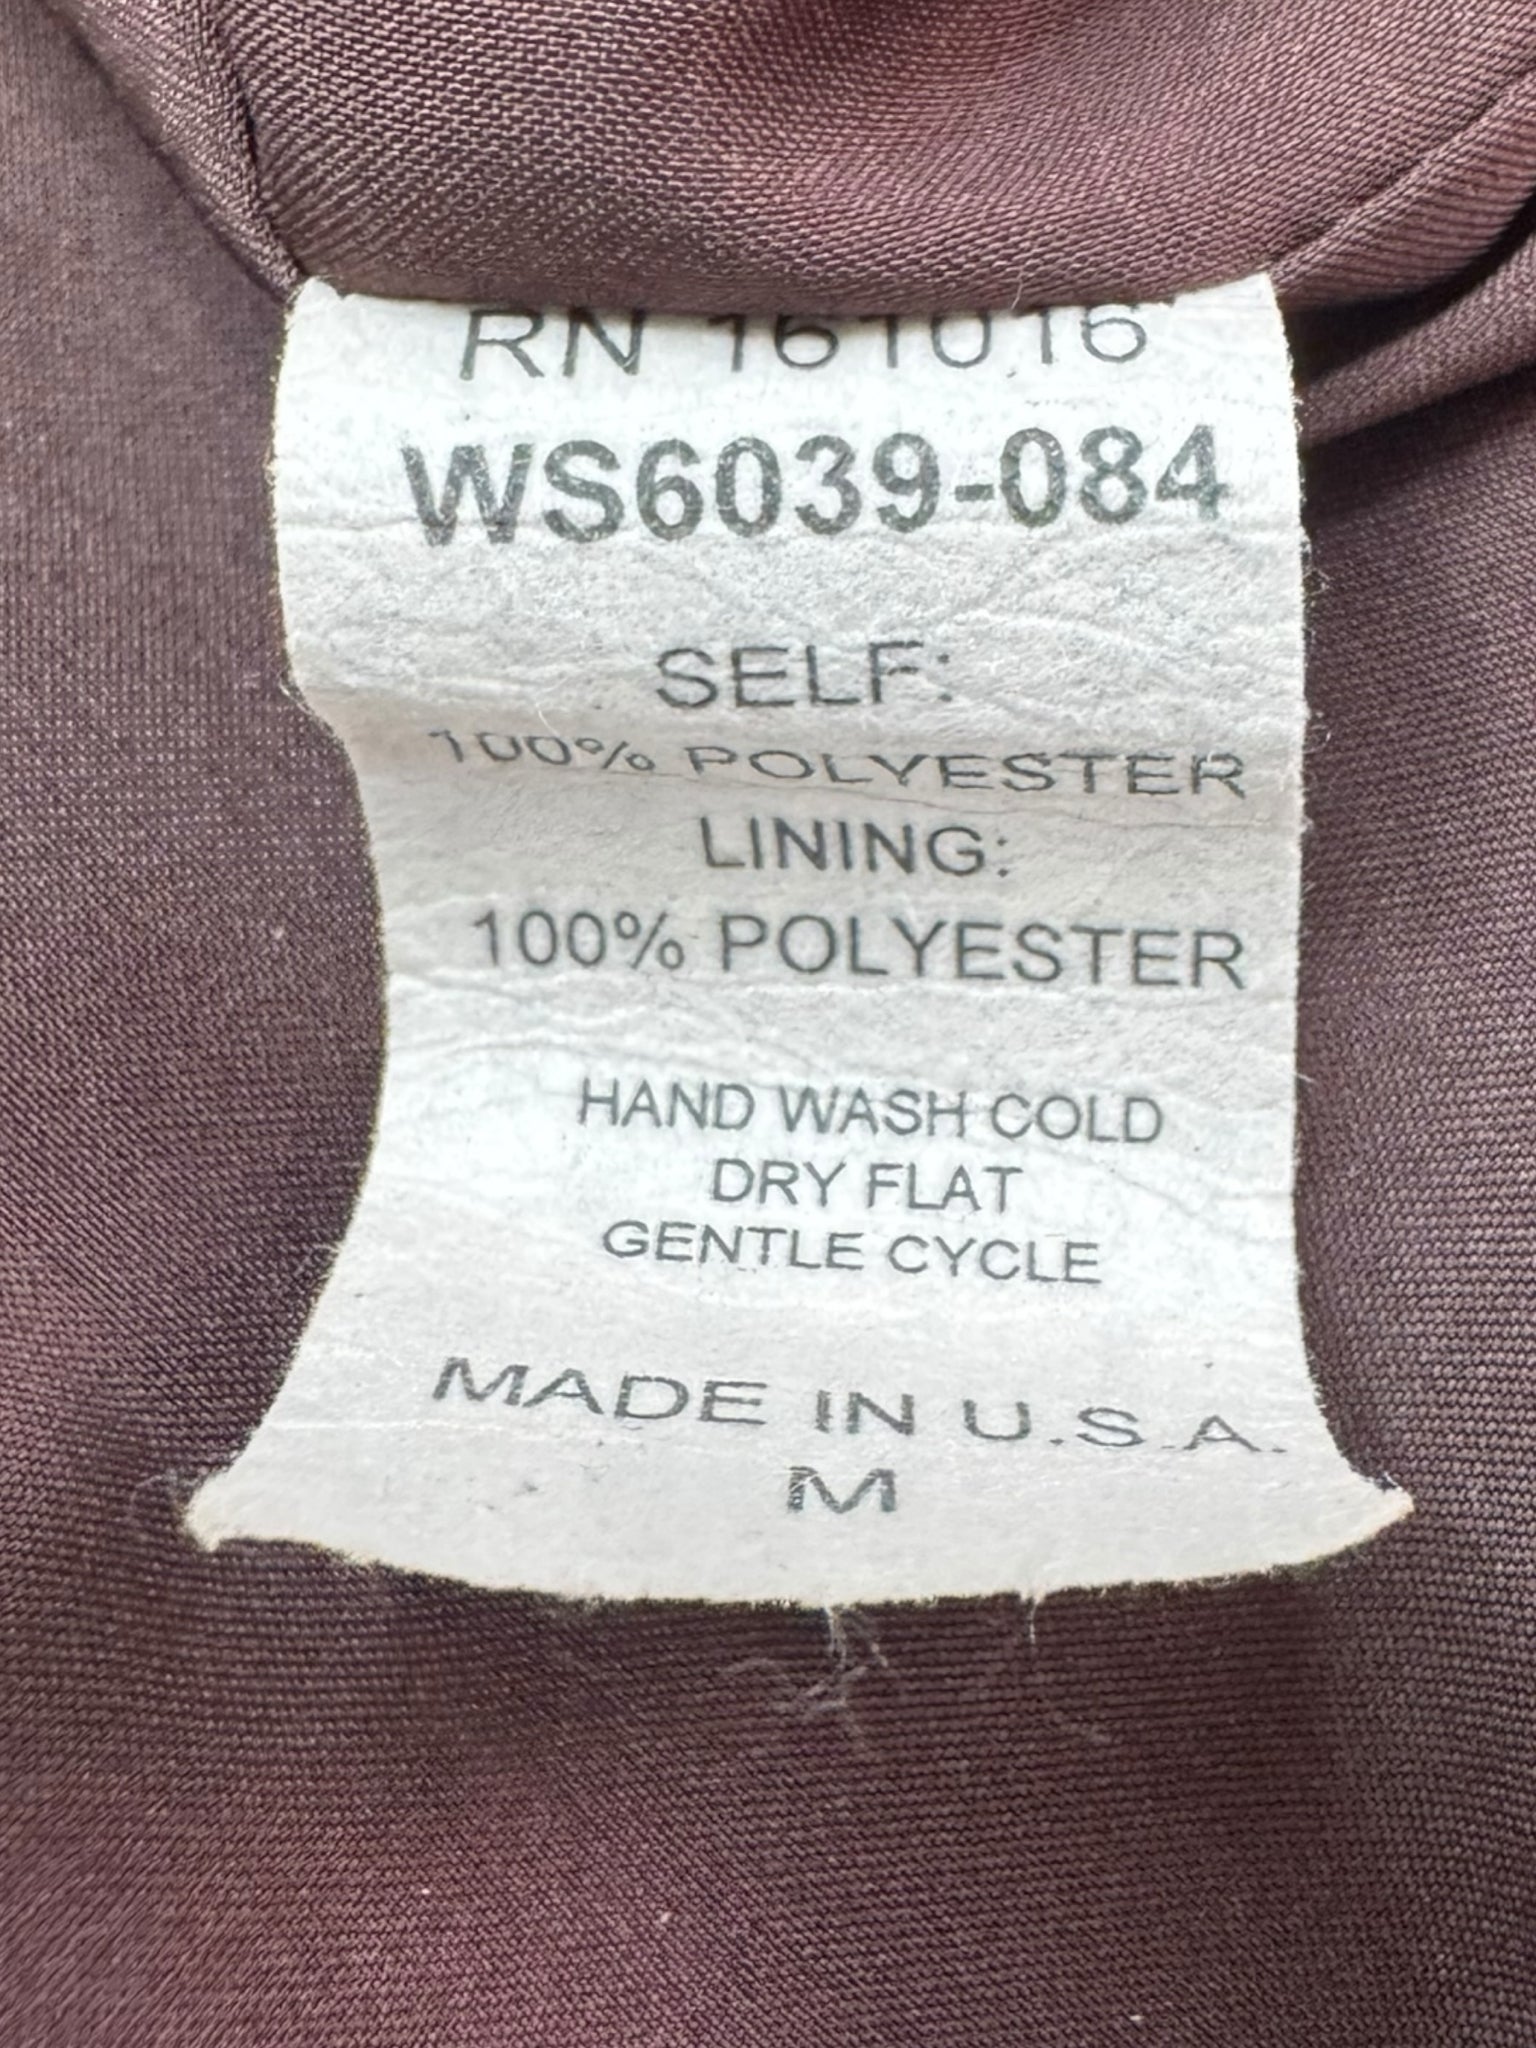 RN 161016
WS6039-084
SELF:
100% POLYESTER
LINING:
100% POLYESTER
HAND WASH COLD
DRY FLAT
GENTLE CYCLE
MADE IN U.S.A.
M